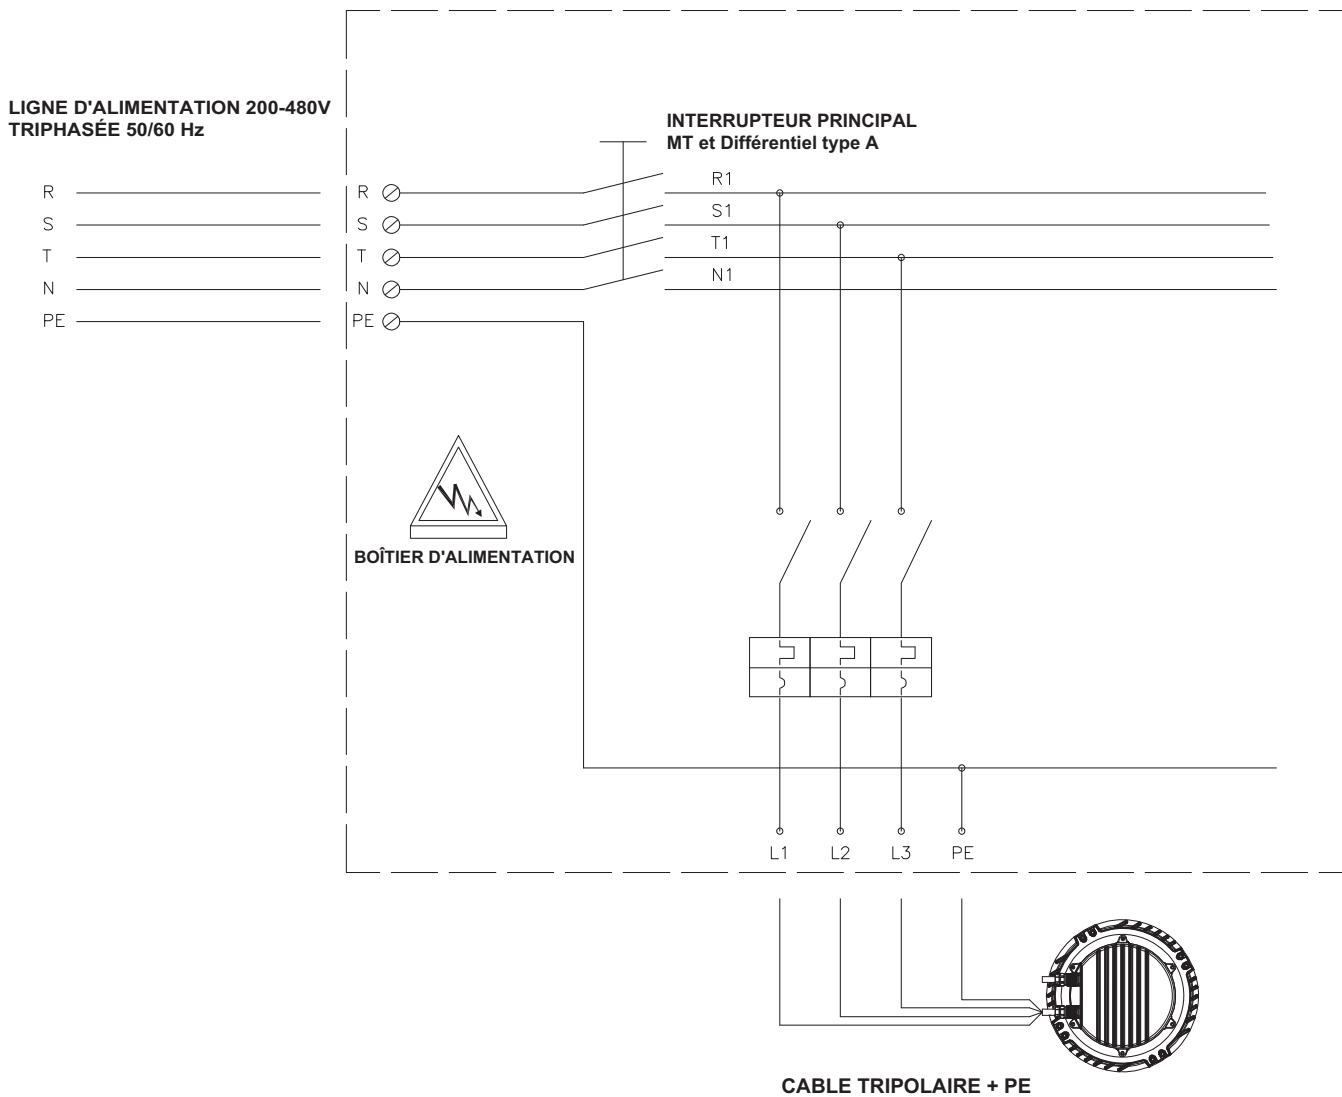 LIGNE D'ALIMENTATION 200-480V
TRIPHASÉE 50/60 Hz
INTERRUPTEUR PRINCIPAL
MT et Différentiel type A
R R R1
S S S1
T T T1
N N N1
PE PE
BOÎTIER D'ALIMENTATION
L1 L2 L3 PE
CABLE TRIPOLAIRE + PE